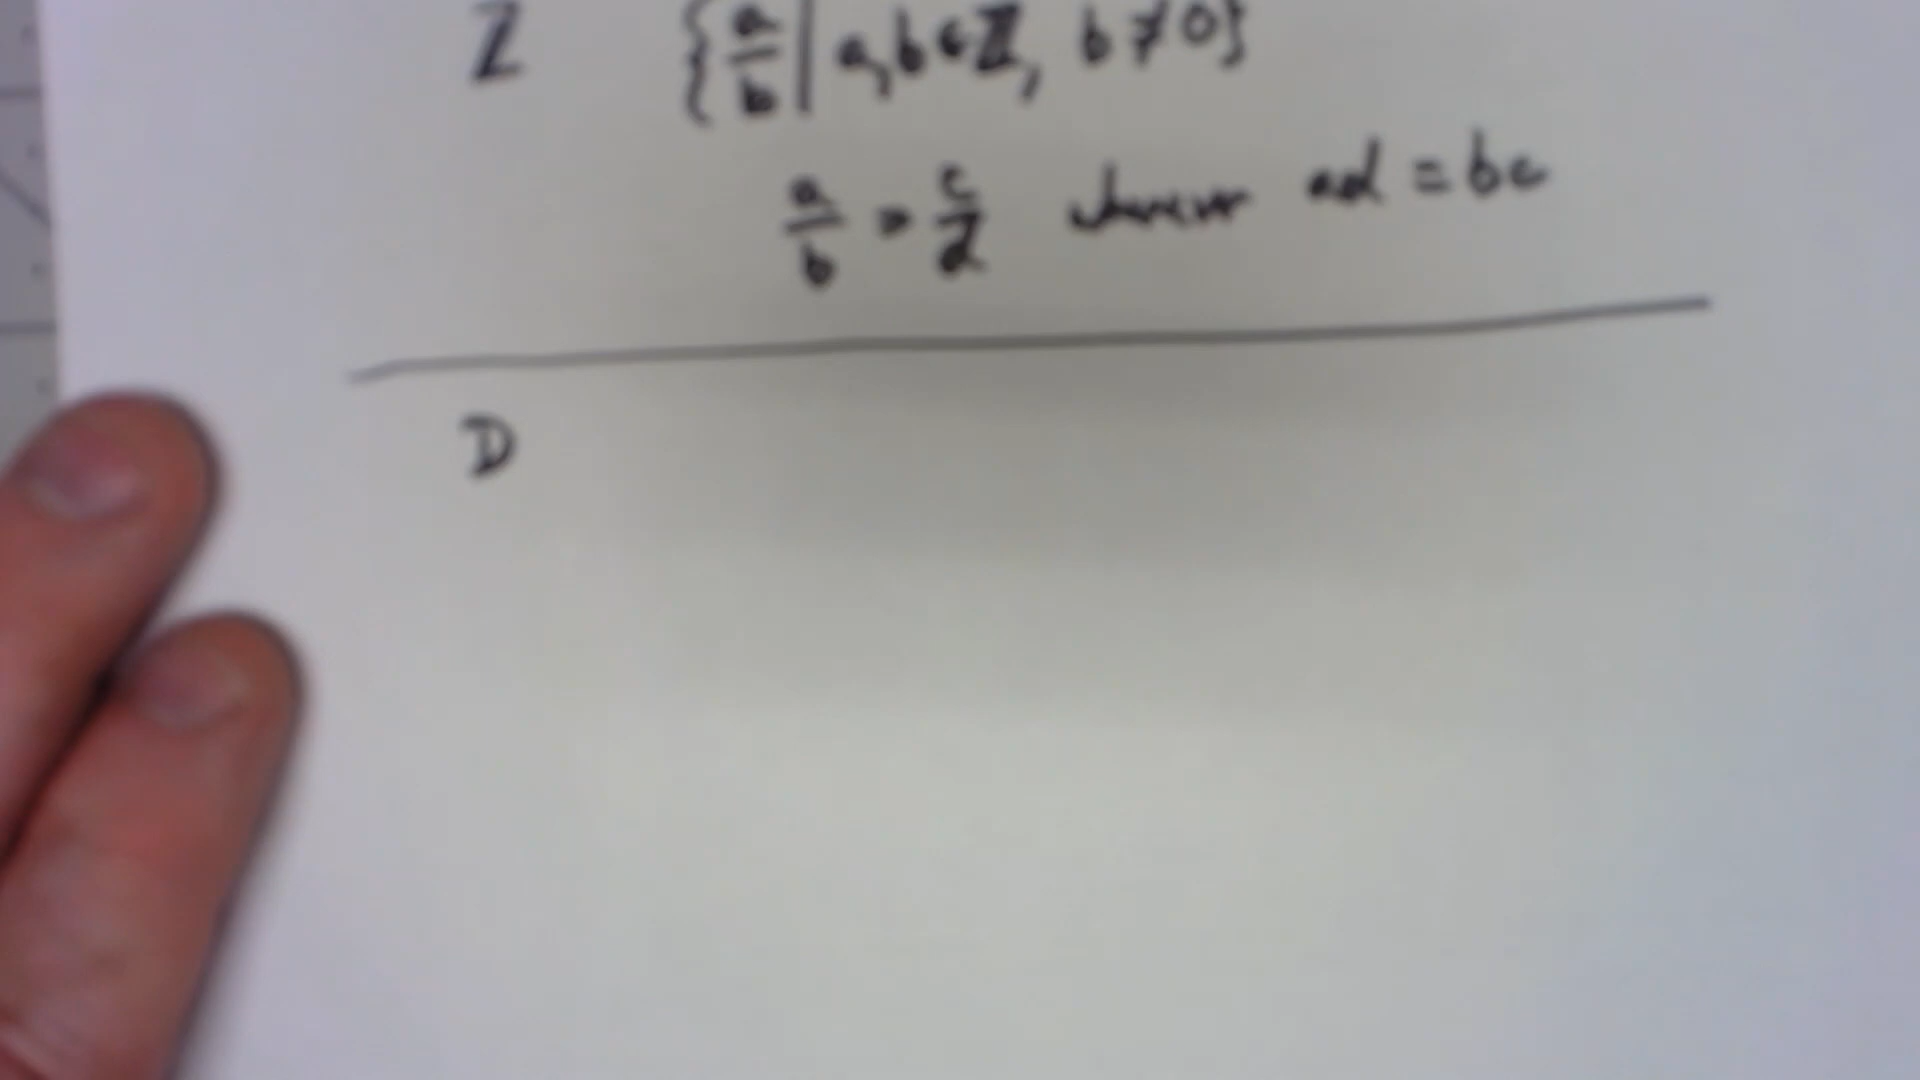 Z {a/b | a,b ∈ Z, b ≠ 0}
a/b = c/d whenever ad = bc
D